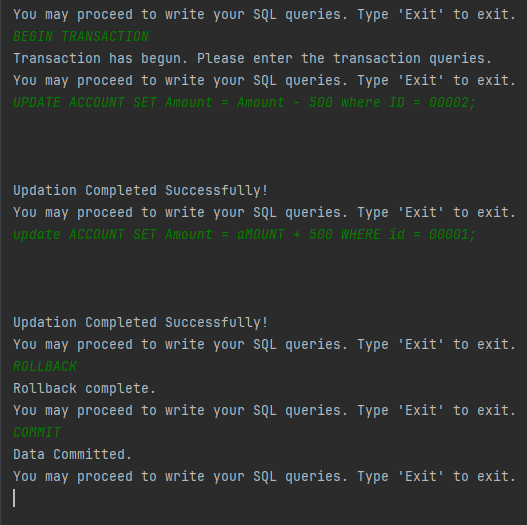 You may proceed to write your SQL queries. Type 'Exit' to exit.
BEGIN TRANSACTION
Transaction has begun. Please enter the transaction queries.
You may proceed to write your SQL queries. Type 'Exit' to exit.
UPDATE ACCOUNT SET Amount = Amount - 500 where ID = 00002;
Updation Completed Successfully!
You may proceed to write your SQL queries. Type 'Exit' to exit.
update ACCOUNT SET Amount = aMOUNT + 500 WHERE id = 00001;
Updation Completed Successfully!
You may proceed to write your SQL queries. Type 'Exit' to exit.
ROLLBACK
Rollback complete.
You may proceed to write your SQL queries. Type 'Exit' to exit.
COMMIT
Data Committed.
You may proceed to write your SQL queries. Type 'Exit' to exit.